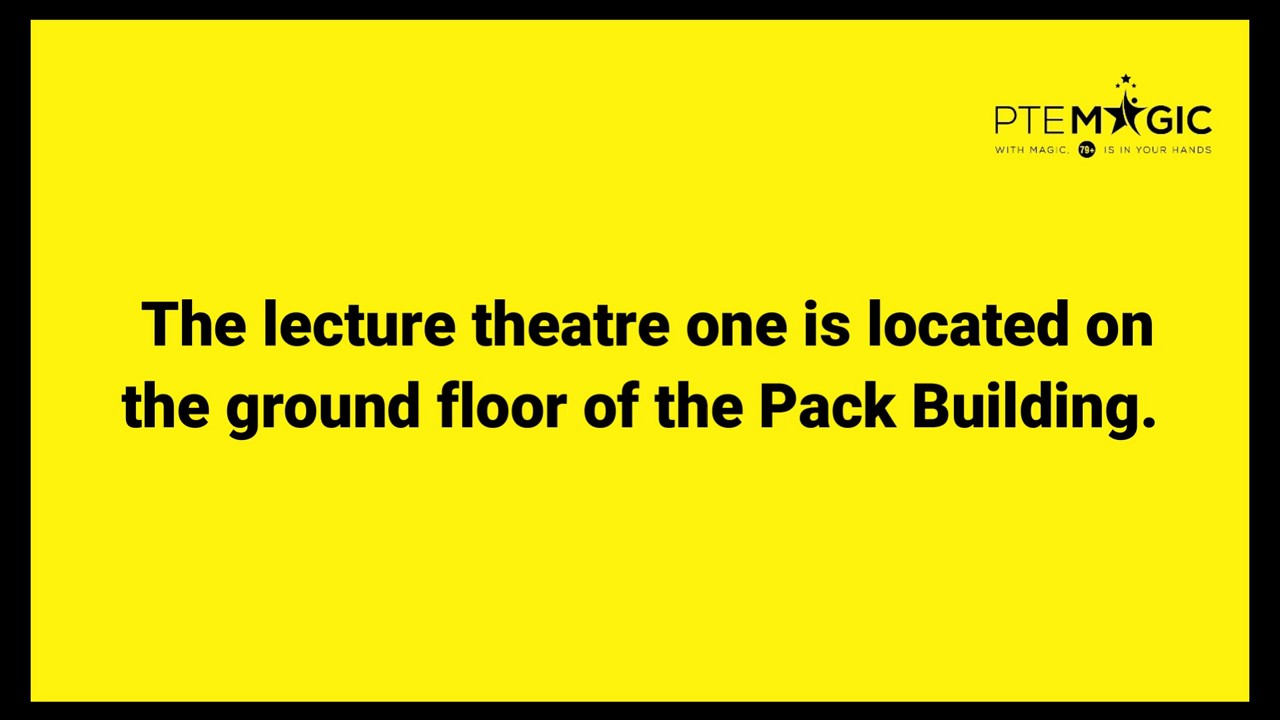 PTEMAGIC
WITH MAGIC, 79+ IS IN YOUR HANDS
The lecture theatre one is located on
the ground floor of the Pack Building.